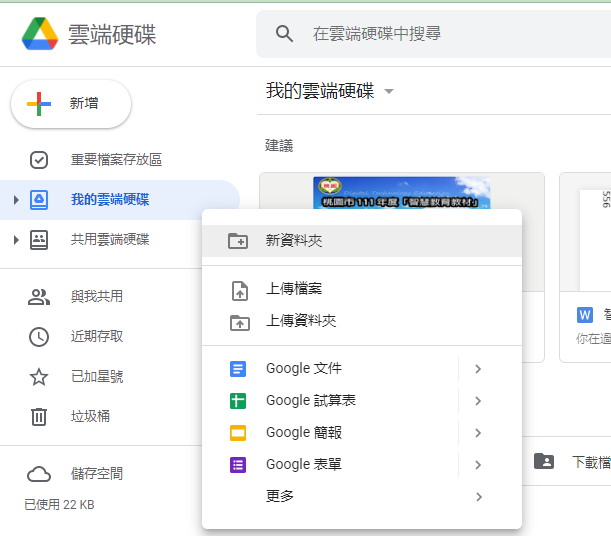 雲端硬碟
在雲端硬碟中搜尋
新增
我的雲端硬碟
建議
重要檔案存放區
我的雲端硬碟
共用雲端硬碟
與我共用
近期存取
已加星號
垃圾桶
儲存空間
已使用 22 KB
桃園市 111 年度「智慧教育教材」
556
新資料夾
上傳檔案
上傳資料夾
Google 文件
Google 試算表
Google 簡報
Google 表單
更多
W
你在過
下載檔